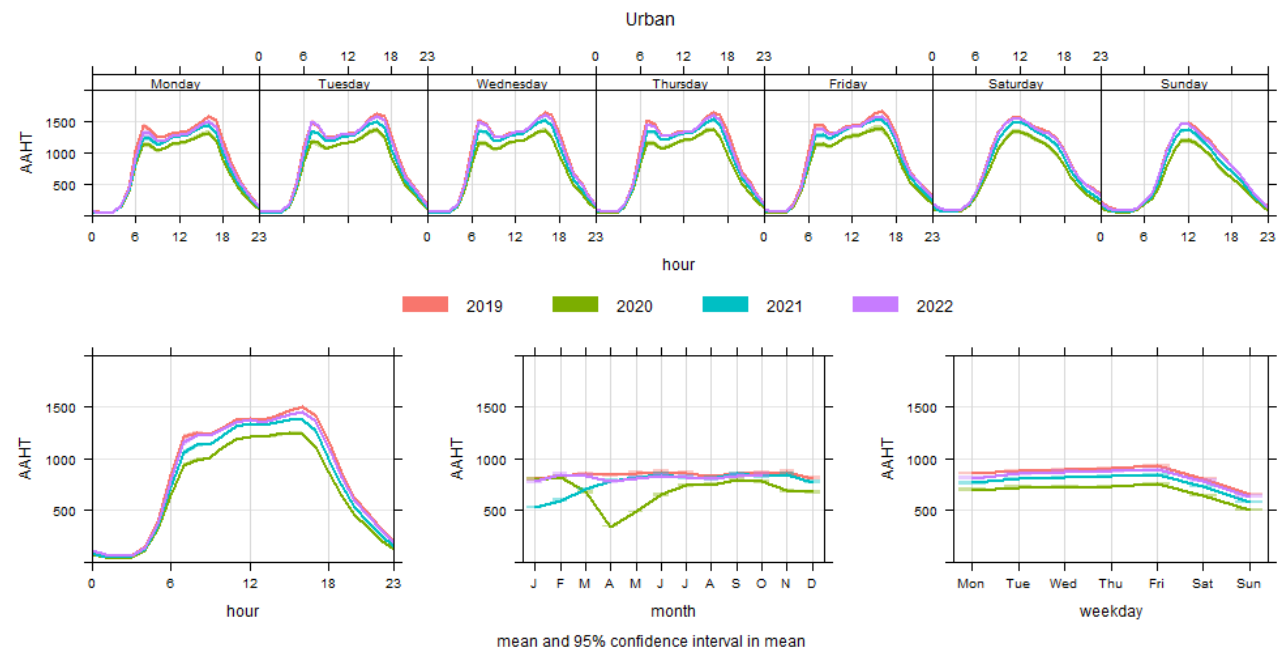 Urban
0 6 12 18 23 0 6 12 18 23 0 6 12 18 23
Monday Tuesday Wednesday Thursday Friday Saturday Sunday
AAHT
1500
1000
500
0 6 12 18 23 0 6 12 18 23 0 6 12 18 23 0 6 12 18 23
hour
2019 2020 2021 2022
AAHT
1500
1000
500
0 6 12 18 23
hour
AAHT
1500
1000
500
J F M A M J J A S O N D
month
AAHT
1500
1000
500
Mon Tue Wed Thu Fri Sat Sun
weekday
mean and 95% confidence interval in mean